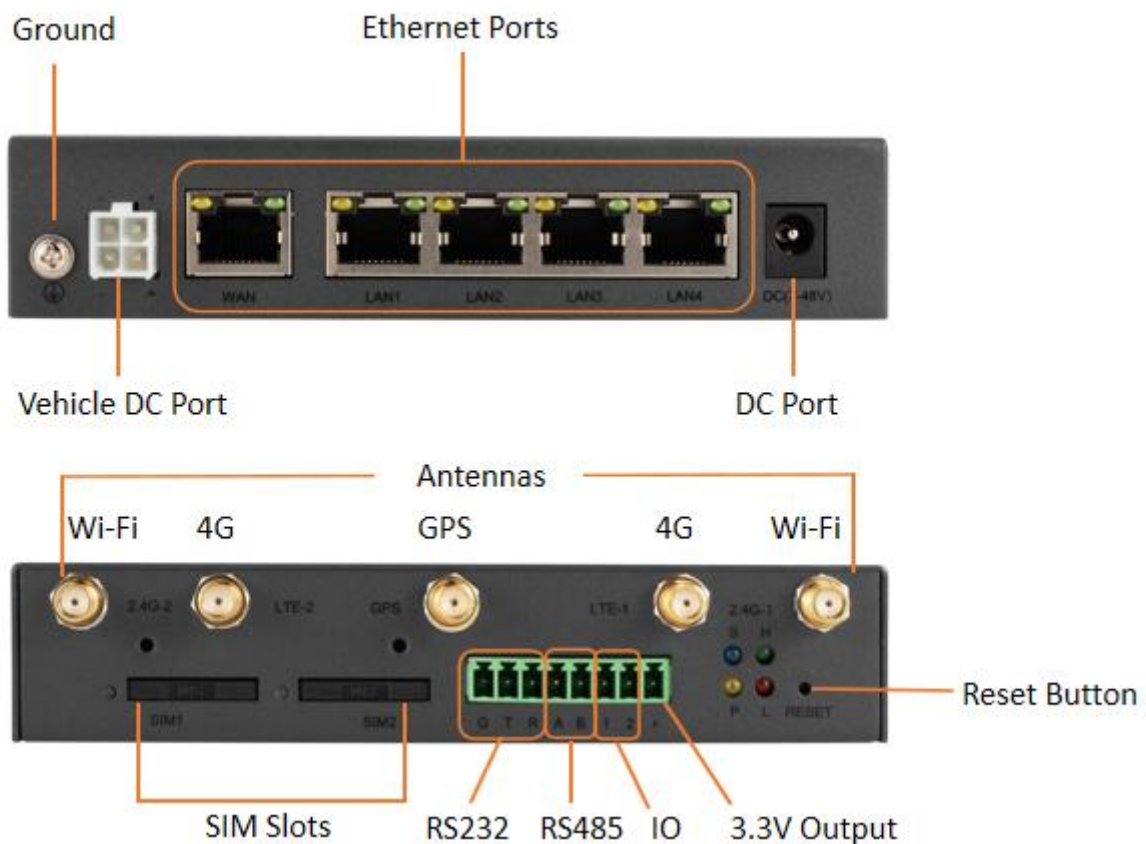 Ground
Ethernet Ports
WAN
LAN1
LAN2
LAN3
LAN4
Vehicle DC Port
DC Port
Antennas
Wi-Fi
4G
GPS
4G
Wi-Fi
2.4G-2
LTE-2
GPS
LTE-1
2.4G-1
S H
P L
RESET
SIM1
SIM2
G T R A B 1 2 +
Reset Button
SIM Slots
RS232
RS485
IO
3.3V Output